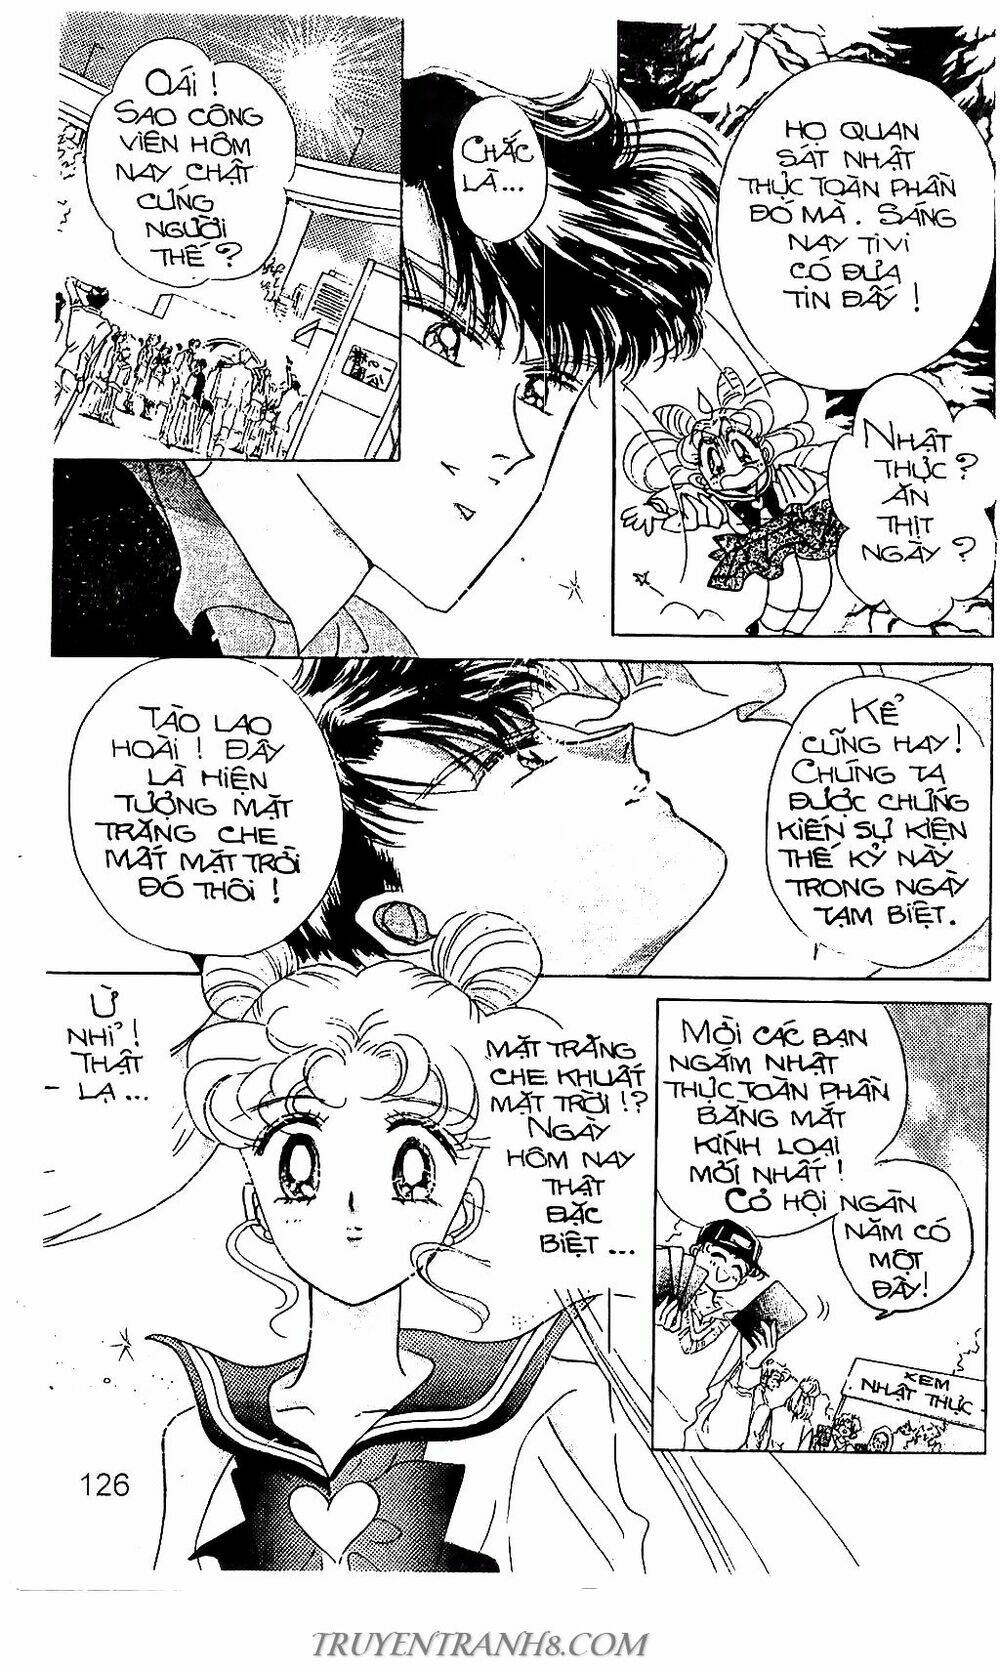 OÁI !
SAO CÔNG
VIÊN HÔM
NAY CHẬT
CỨNG
NGƯỜI
THẾ ?
CHẮC
LÀ...
HỌ QUAN
SÁT NHẬT
THỰC TOÀN PHẦN
ĐÓ MÀ. SÁNG
NAY TIVI
CÓ ĐƯA
TIN ĐẤY !
NHẬT
THỰC ?
ĂN
THỊT
NGÀY ?
TÀO LAO
HOÀI ! ĐÂY
LÀ HIỆN
TƯỢNG MẶT
TRĂNG CHE
MẤT MẶT TRỜI
ĐÓ THÔI !
KỂ
CŨNG HAY!
CHÚNG TA
ĐƯỢC CHỨNG
KIẾN SỰ KIỆN
THẾ KỶ NÀY
TRONG NGÀY
TẠM BIỆT.
Ừ
NHỈ !
THẬT
LẠ ...
MẶT TRĂNG
CHE KHUẤT
MẶT TRỜI !?
NGÀY
HÔM NAY
THẬT
ĐẶC
BIỆT ...
MỜI CÁC BẠN
NGẮM NHẬT
THỰC TOÀN PHẦN
BẰNG MẮT
KÍNH LOẠI
MỚI NHẤT !
CƠ HỘI NGÀN
NĂM CÓ
MỘT
ĐÂY!
XEM
NHẬT THỰC
126
TRUYENTRANH8.COM